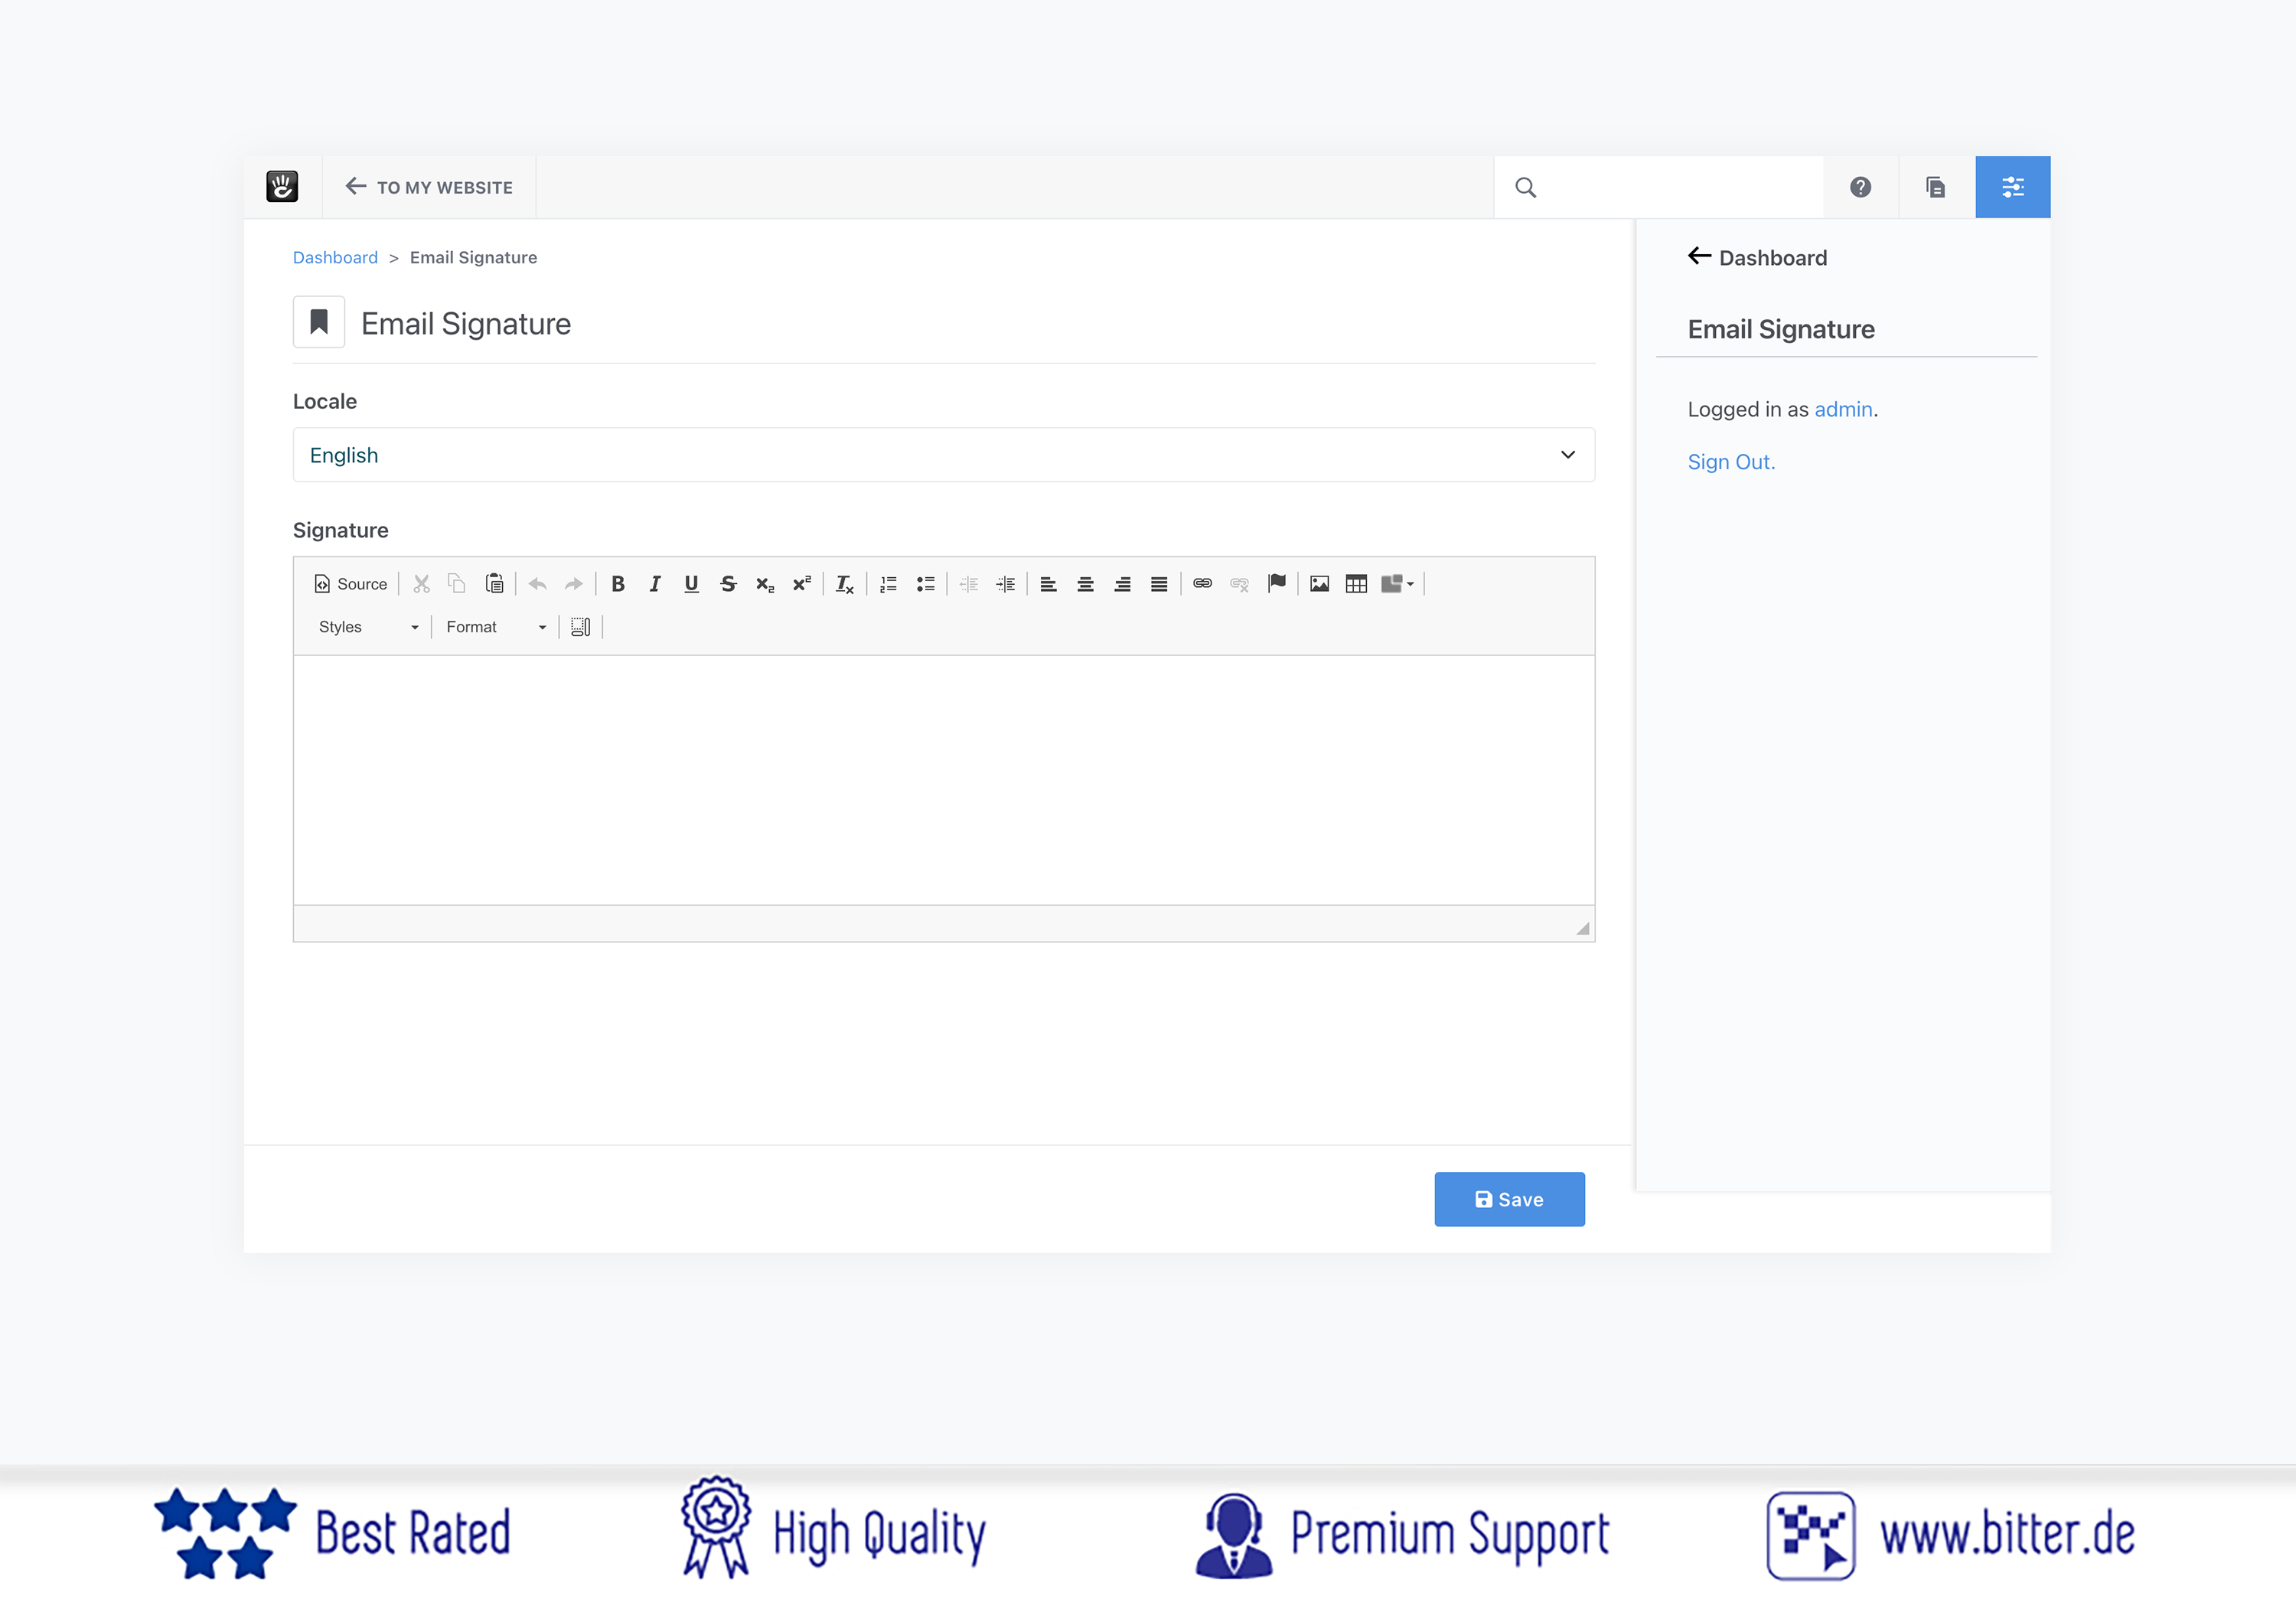 TO MY WEBSITE
Dashboard > Email Signature
Email Signature
Locale
English
Signature
Source
Styles
Format
Save
Dashboard
Email Signature
Logged in as admin.
Sign Out.
Best Rated
High Quality
Premium Support
www.bitter.de